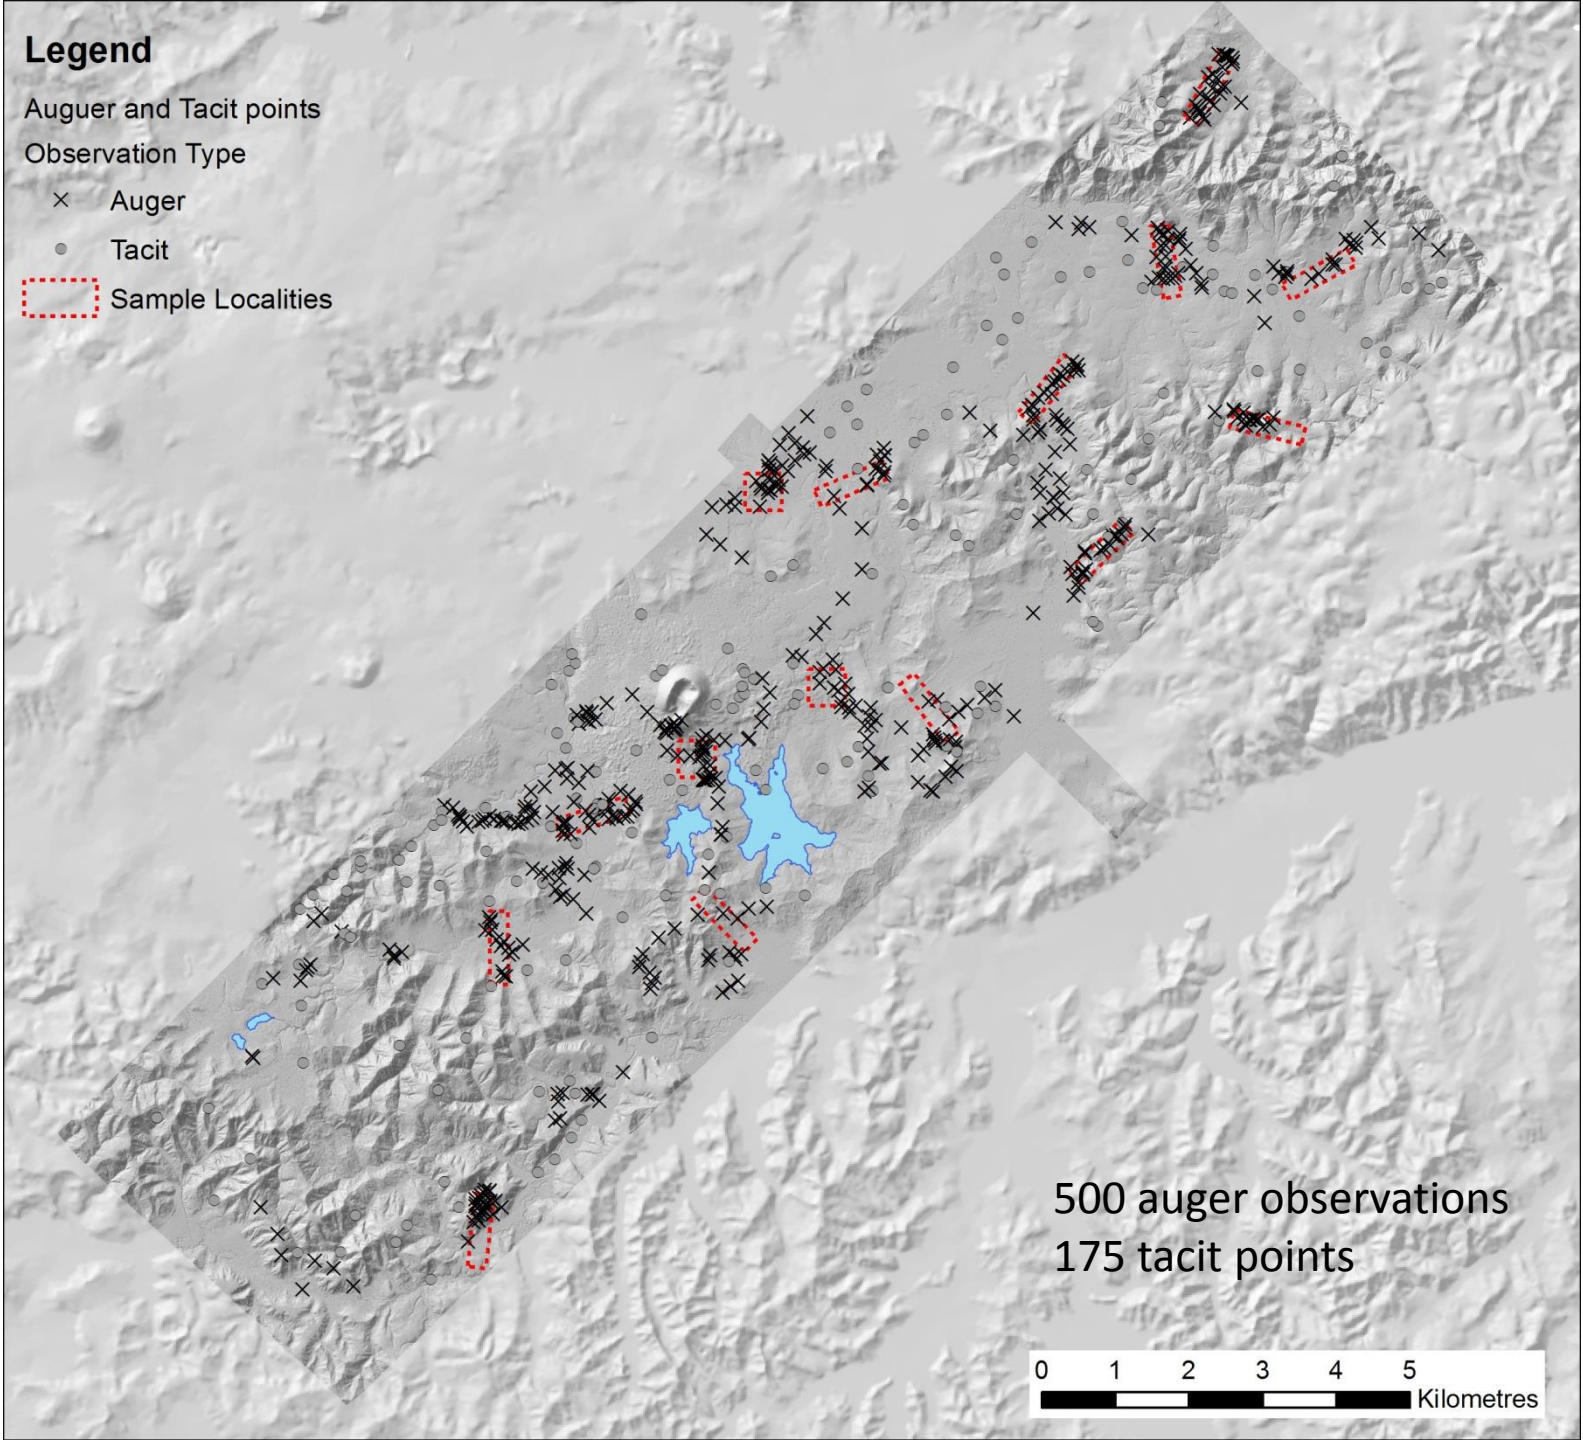 Legend
Auguer and Tacit points
Observation Type
Auger
Tacit
Sample Localities
500 auger observations
175 tacit points
0 1 2 3 4 5
Kilometres